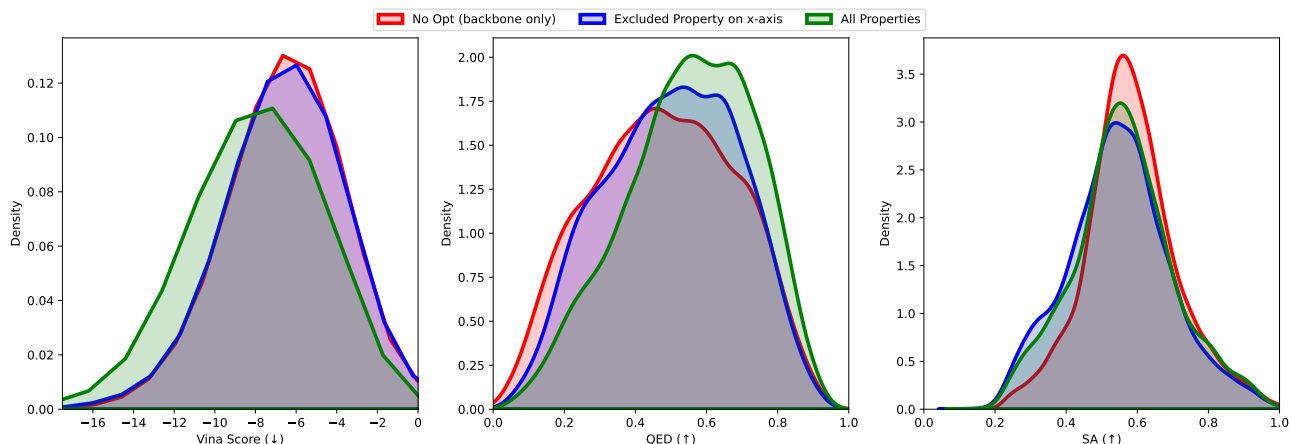 No Opt (backbone only) Excluded Property on x-axis All Properties
0.12
0.10
0.08
0.06
0.04
0.02
0.00
Density
−16 −14 −12 −10 −8 −6 −4 −2 0
Vina Score (↓)
2.00
1.75
1.50
1.25
1.00
0.75
0.50
0.25
0.00
Density
0.0 0.2 0.4 0.6 0.8 1.0
QED (↑)
3.5
3.0
2.5
2.0
1.5
1.0
0.5
0.0
Density
0.0 0.2 0.4 0.6 0.8 1.0
SA (↑)